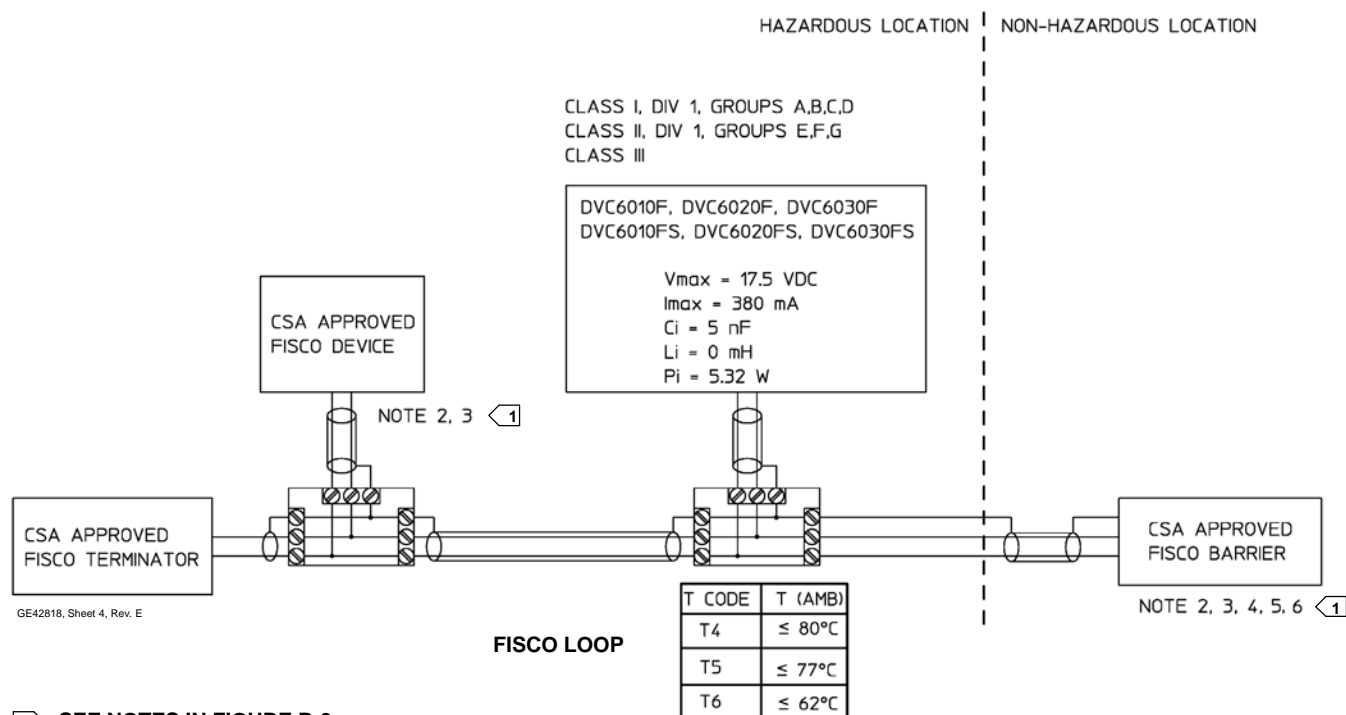 HAZARDOUS LOCATION
NON-HAZARDOUS LOCATION
CLASS I, DIV 1, GROUPS A,B,C,D
CLASS II, DIV 1, GROUPS E,F,G
CLASS III
DVC6010F, DVC6020F, DVC6030F
DVC6010FS, DVC6020FS, DVC6030FS
Vmax = 17.5 VDC
Imax = 380 mA
Ci = 5 nF
Li = 0 mH
Pi = 5.32 W
CSA APPROVED
FISCO DEVICE
NOTE 2, 3 1
CSA APPROVED
FISCO TERMINATOR
CSA APPROVED
FISCO BARRIER
NOTE 2, 3, 4, 5, 6 1
GE42818, Sheet 4, Rev. E
FISCO LOOP
T CODE T (AMB)
T4 ≤ 80°C
T5 ≤ 77°C
T6 ≤ 62°C